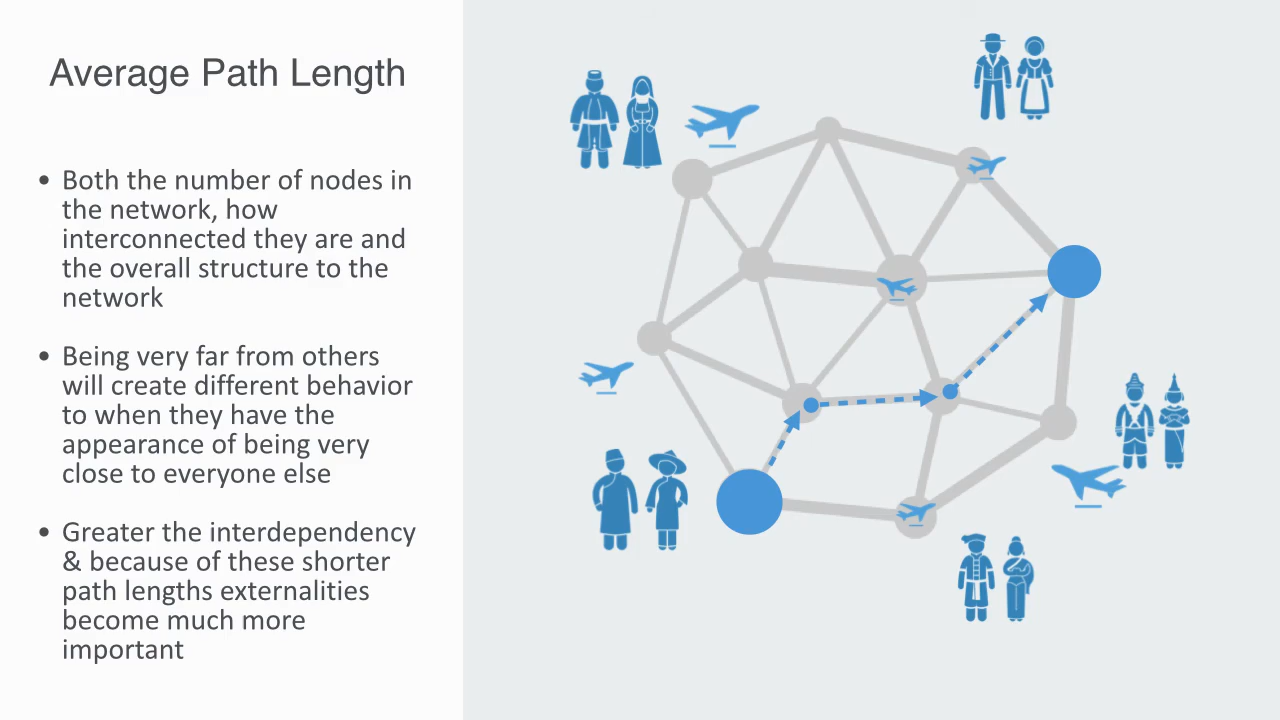 Average Path Length
• Both the number of nodes in
the network, how
interconnected they are and
the overall structure to the
network
• Being very far from others
will create different behavior
to when they have the
appearance of being very
close to everyone else
• Greater the interdependency
& because of these shorter
path lengths externalities
become much more
important